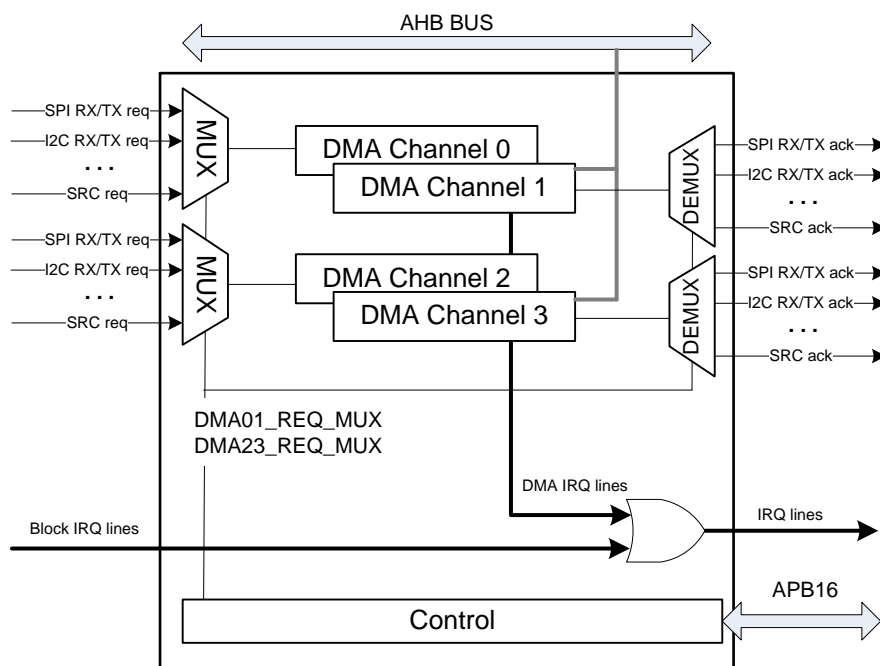 AHB BUS
SPI RX/TX req
I2C RX/TX req
...
SRC req
MUX
DMA Channel 0
DMA Channel 1
DEMUX
SPI RX/TX ack
I2C RX/TX ack
...
SRC ack
SPI RX/TX req
I2C RX/TX req
...
SRC req
MUX
DMA Channel 2
DMA Channel 3
DEMUX
SPI RX/TX ack
I2C RX/TX ack
...
SRC ack
DMA01_REQ_MUX
DMA23_REQ_MUX
DMA IRQ lines
Block IRQ lines
IRQ lines
APB16
Control